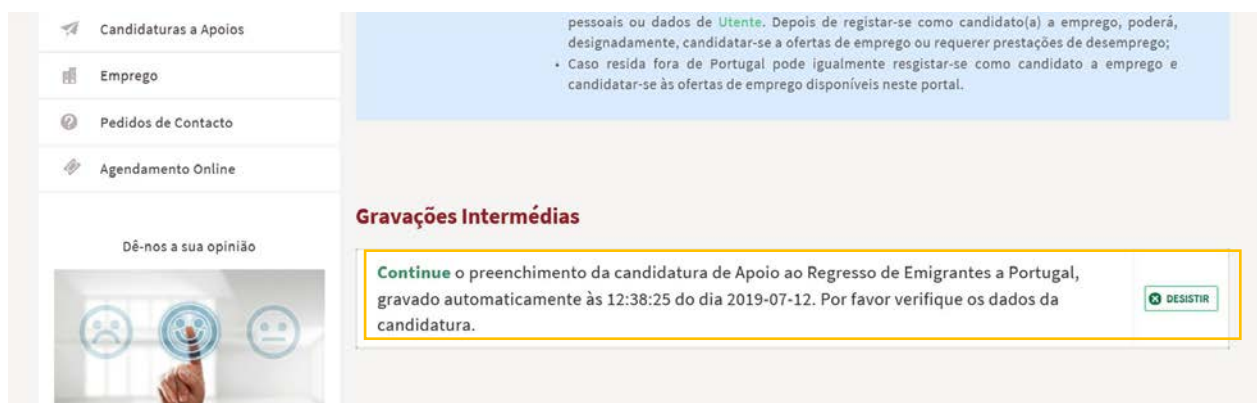 Candidaturas a Apoios
Emprego
Pedidos de Contacto
Agendamento Online
Dê-nos a sua opinião
pessoais ou dados de Utente. Depois de registar-se como candidato(a) a emprego, poderá,
designadamente, candidatar-se a ofertas de emprego ou requerer prestações de desemprego;
• Caso resida fora de Portugal pode igualmente resgistar-se como candidato a emprego e
candidatar-se às ofertas de emprego disponíveis neste portal.
Gravações Intermédias
Continue o preenchimento da candidatura de Apoio ao Regresso de Emigrantes a Portugal,
gravado automaticamente às 12:38:25 do dia 2019-07-12. Por favor verifique os dados da
candidatura.
DESISTIR